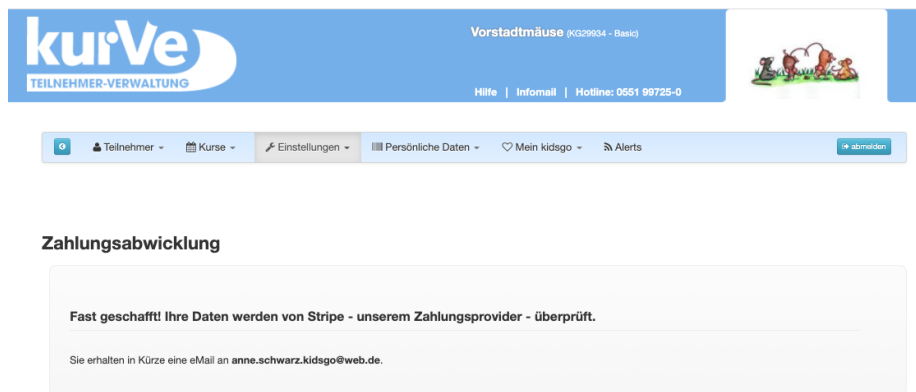 kurVe
TEILNEHMER-VERWALTUNG
Vorstadtmäuse (KG29934 - Basic)
Hilfe | Infomail | Hotline: 0551 99725-0
Teilnehmer Kurse Einstellungen Persönliche Daten Mein kidsgo Alerts abmelden
Zahlungsabwicklung
Fast geschafft! Ihre Daten werden von Stripe - unserem Zahlungsprovider - überprüft.
Sie erhalten in Kürze eine eMail an anne.schwarz.kidsgo@web.de.